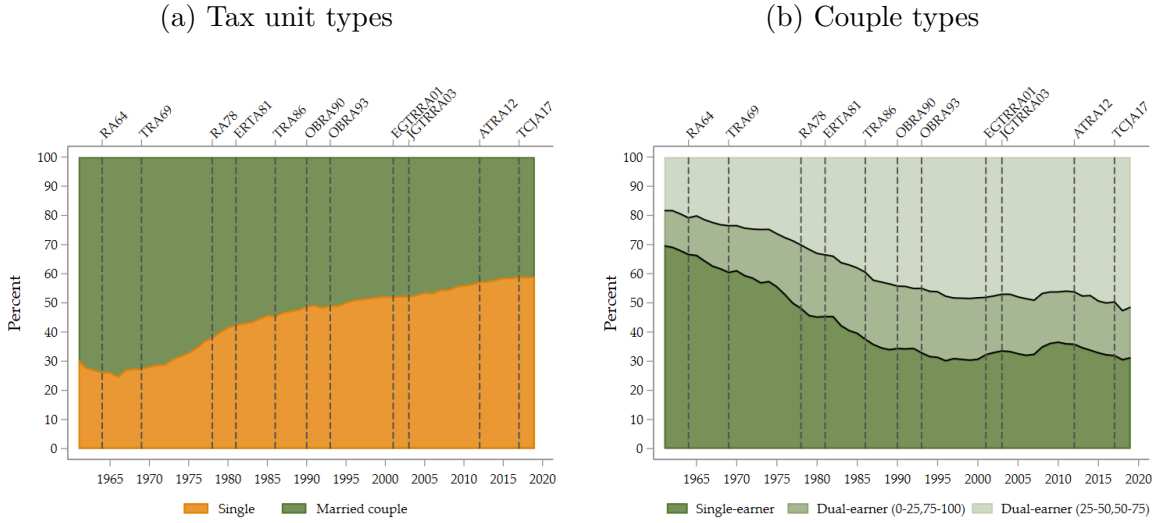 (a) Tax unit types
RA64
TRA69
RA78
ERTA81
TRA86
OBRA90
OBRA93
EGTRRA01
JGTRRA03
ATRA12
TCJA17
Percent
100
90
80
70
60
50
40
30
20
10
0
1965 1970 1975 1980 1985 1990 1995 2000 2005 2010 2015 2020
Single Married couple
(b) Couple types
RA64
TRA69
RA78
ERTA81
TRA86
OBRA90
OBRA93
EGTRRA01
JGTRRA03
ATRA12
TCJA17
Percent
100
90
80
70
60
50
40
30
20
10
0
1965 1970 1975 1980 1985 1990 1995 2000 2005 2010 2015 2020
Single-earner Dual-earner (0-25,75-100) Dual-earner (25-50,50-75)